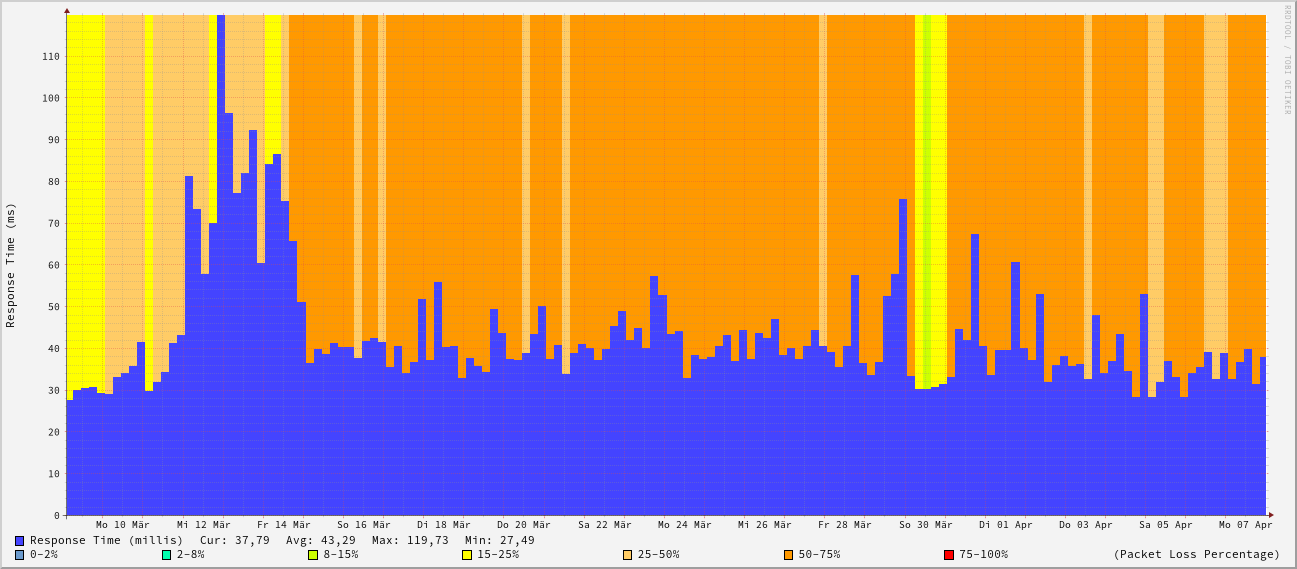 RRDTOOL / TOBI OETIKER
Response Time (ms)
110
100
90
80
70
60
50
40
30
20
10
0
Mo 10 Mär Mi 12 Mär Fr 14 Mär So 16 Mär Di 18 Mär Do 20 Mär Sa 22 Mär Mo 24 Mär Mi 26 Mär Fr 28 Mär So 30 Mär Di 01 Apr Do 03 Apr Sa 05 Apr Mo 07 Apr
Response Time (millis) Cur: 37,79 Avg: 43,29 Max: 119,73 Min: 27,49
0-2% 2-8% 8-15% 15-25% 25-50% 50-75% 75-100% (Packet Loss Percentage)